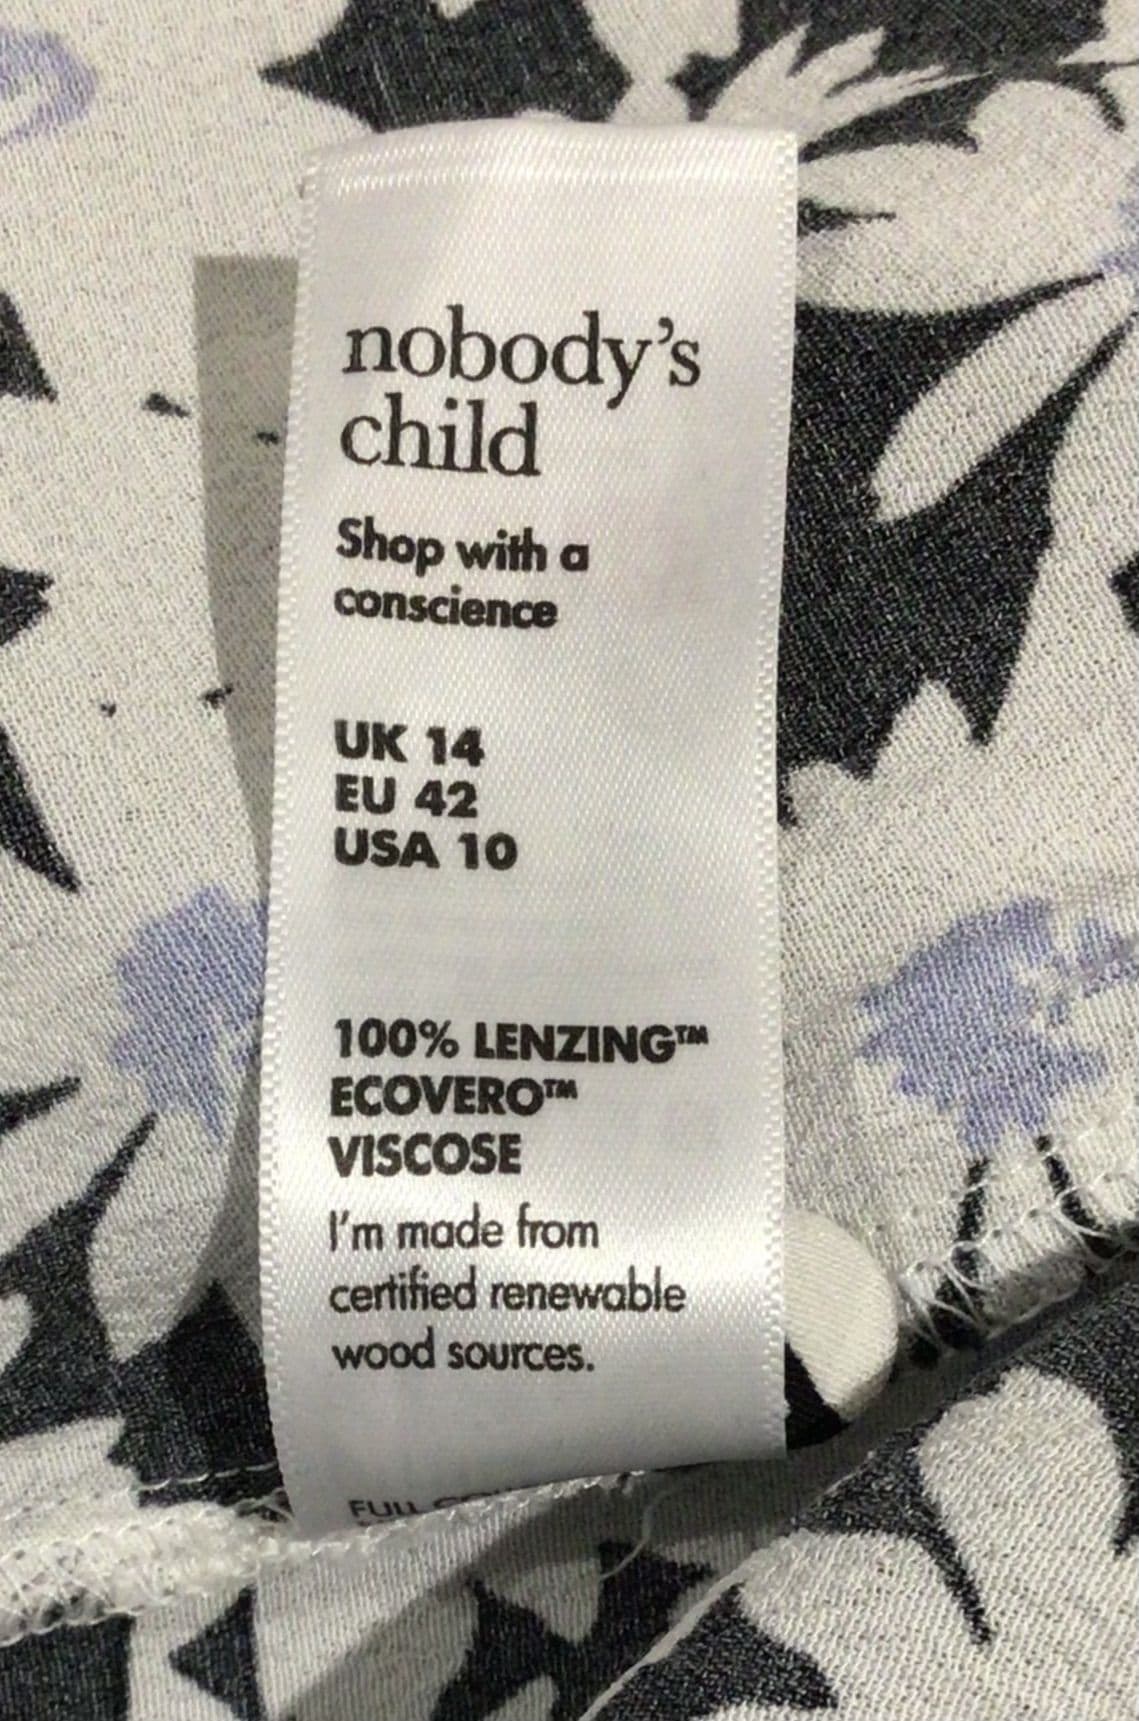 nobody's
child
Shop with a
conscience
UK 14
EU 42
USA 10
100% LENZING™
ECOVERO™
VISCOSE
I'm made from
certified renewable
wood sources.
FULL